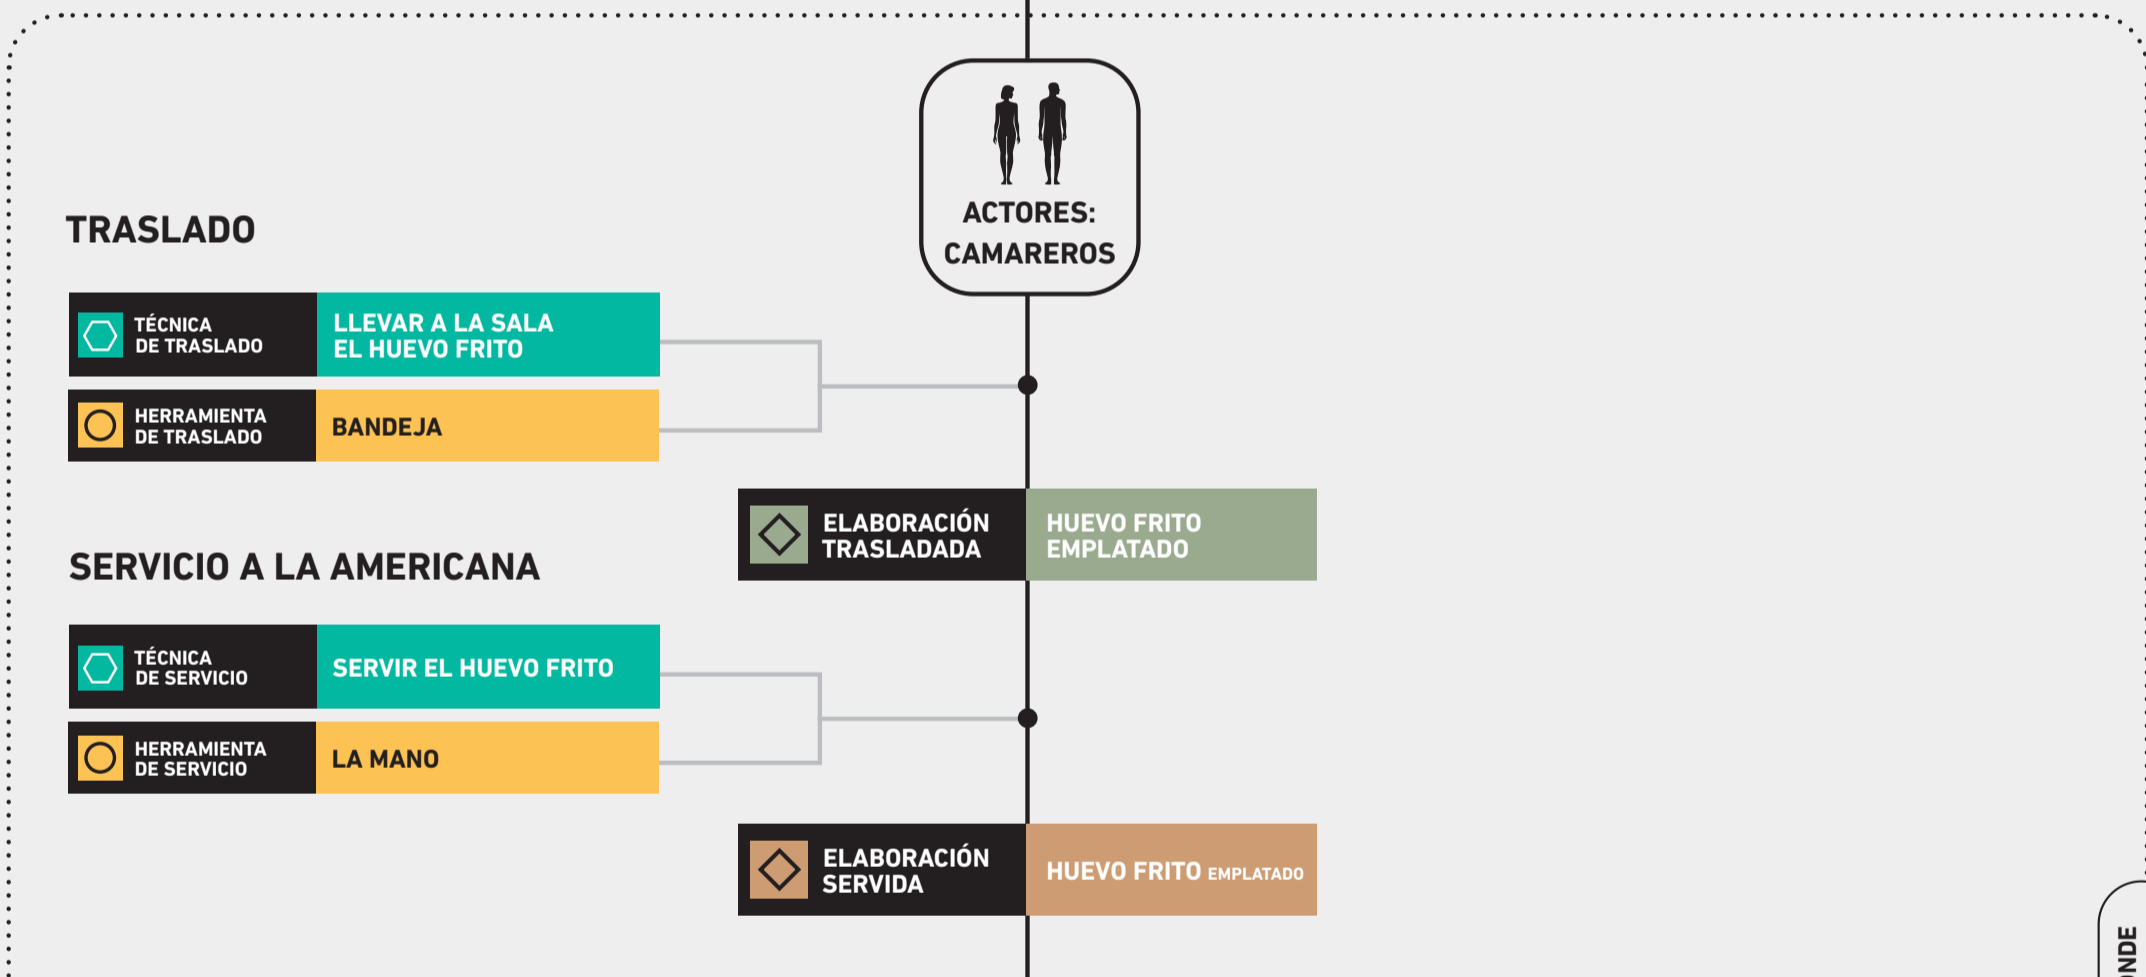 ACTORES:
CAMAREROS
TRASLADO
TÉCNICA
DE TRASLADO
LLEVAR A LA SALA
EL HUEVO FRITO
HERRAMIENTA
DE TRASLADO
BANDEJA
ELABORACIÓN
TRASLADADA
HUEVO FRITO
EMPLATADO
SERVICIO A LA AMERICANA
TÉCNICA
DE SERVICIO
SERVIR EL HUEVO FRITO
HERRAMIENTA
DE SERVICIO
LA MANO
ELABORACIÓN
SERVIDA
HUEVO FRITO EMPLATADO